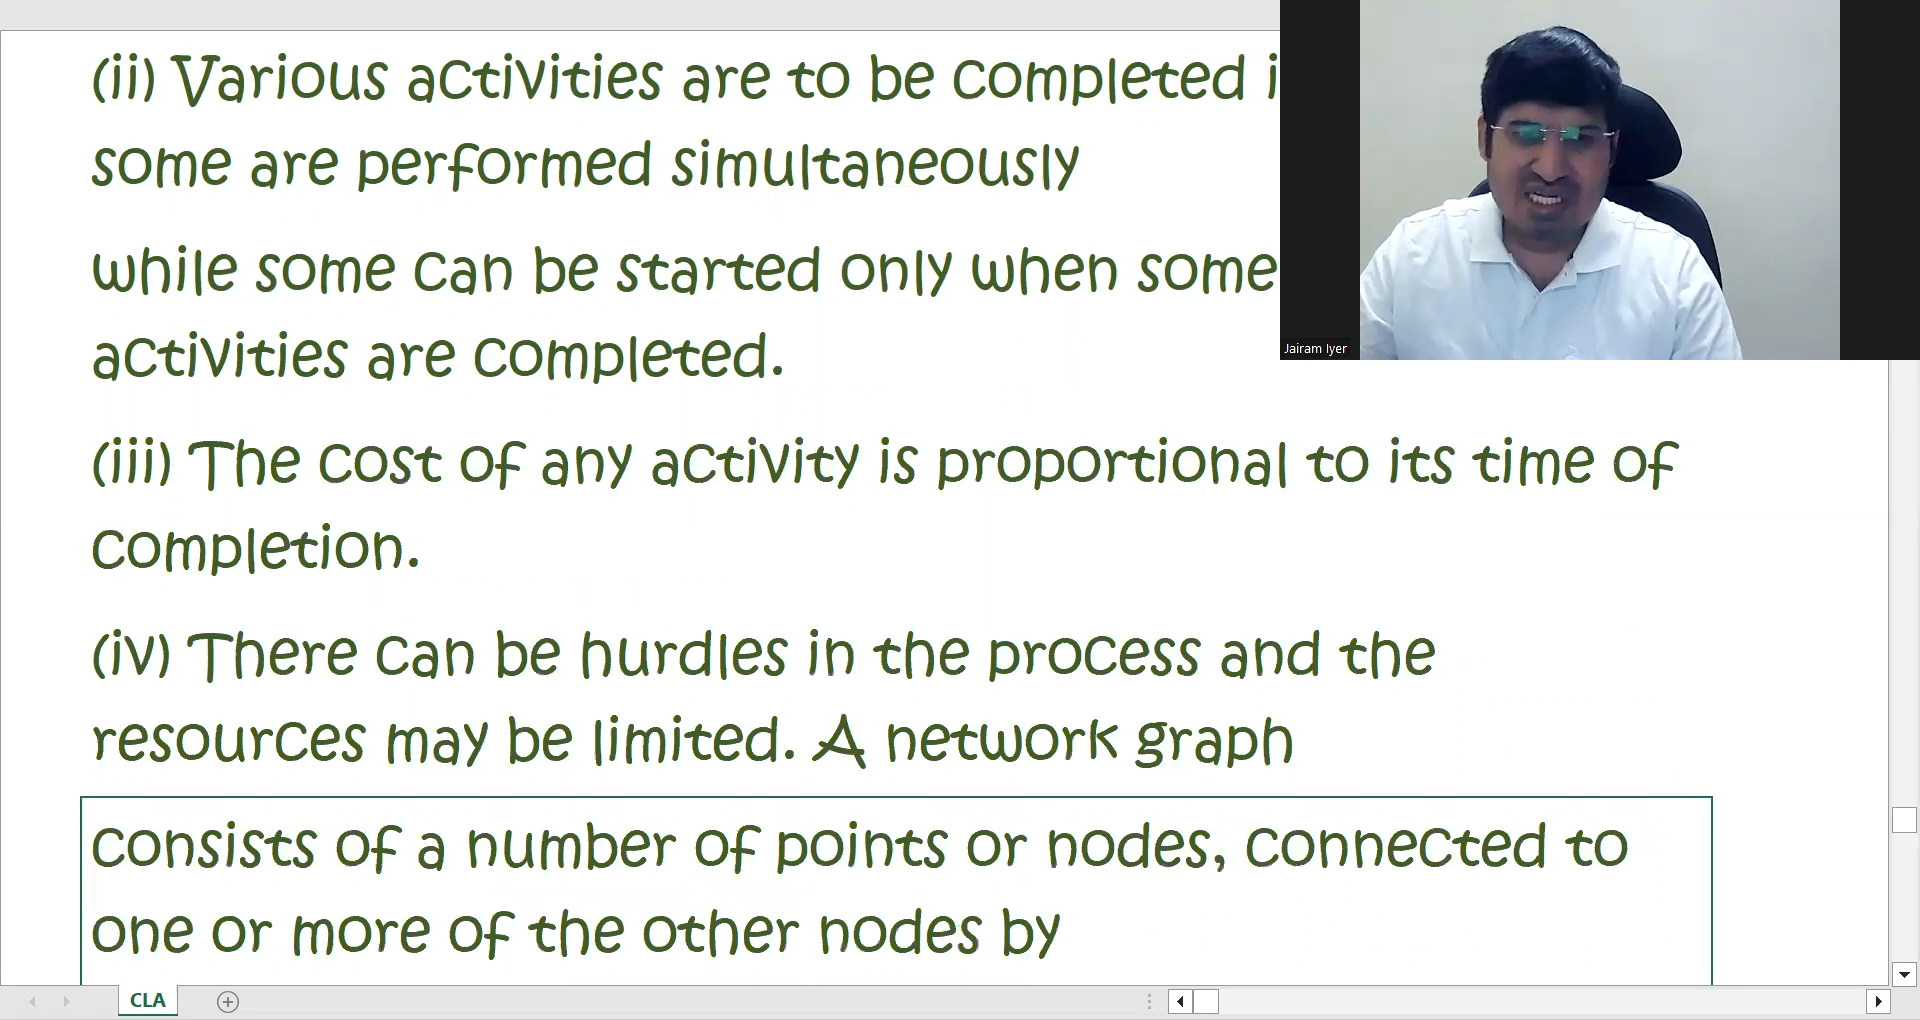 (ii) Various activities are to be completed
some are performed simultaneously
while some can be started only when some
activities are completed.
(iii) The cost of any activity is proportional to its time of
completion.
(iv) There can be hurdles in the process and the
resources may be limited. A network graph
consists of a number of points or nodes, connected to
one or more of the other nodes by
Jairam Iyer
CLA